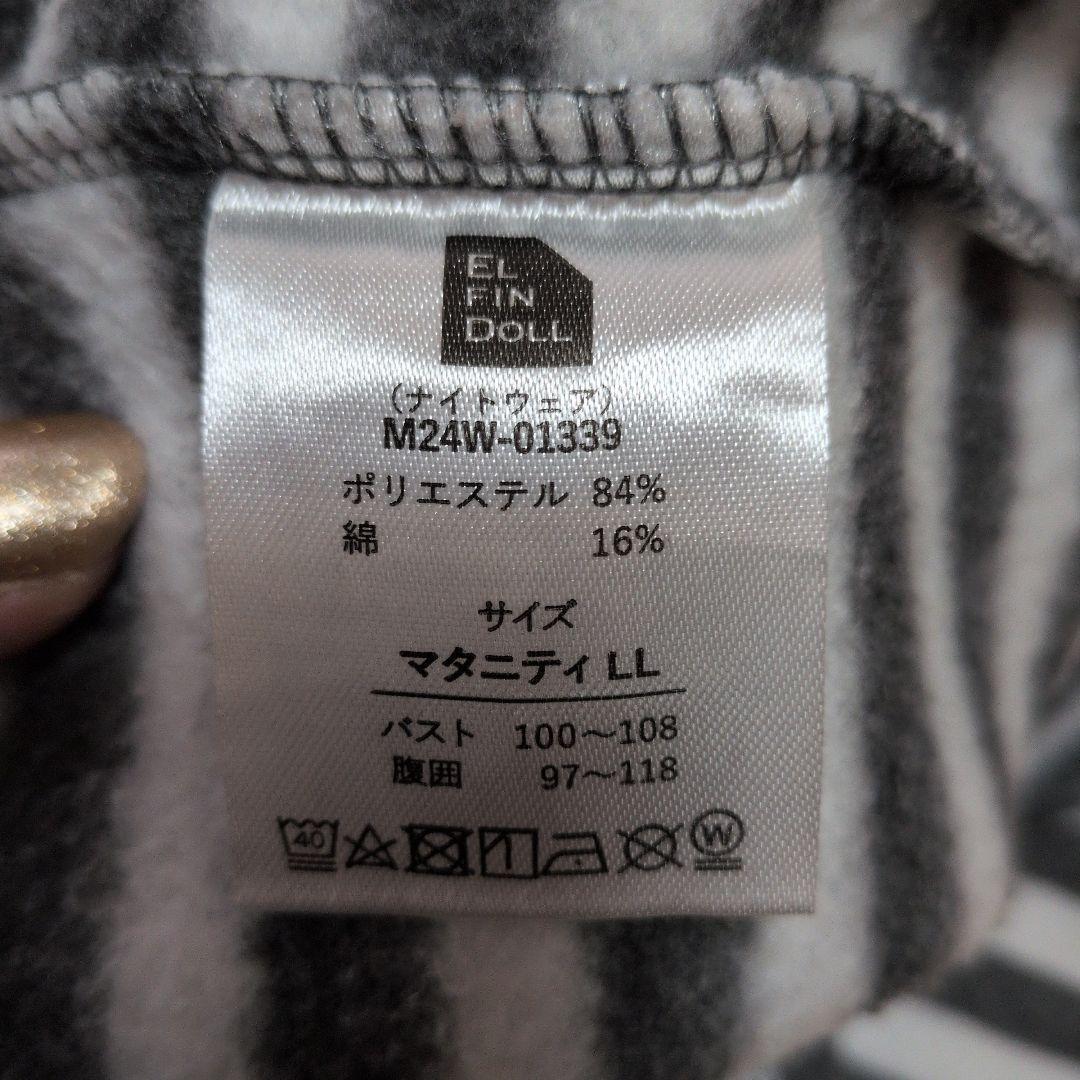 EL
FIN
DOLL
（ナイトウェア）
M24W-01339
ポリエステル 84%
綿 16%
サイズ
マタニティ LL
バスト 100～108
腹囲 97～118
40
W